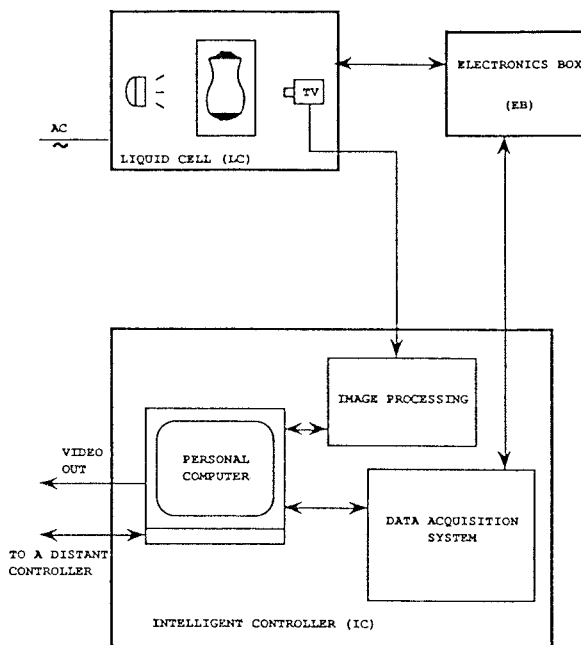 TV
ELECTRONICS BOX
(EB)
AC
~
LIQUID CELL (LC)
IMAGE PROCESSING
VIDEO
OUT
PERSONAL
COMPUTER
DATA ACQUISITION
SYSTEM
TO A DISTANT
CONTROLLER
INTELLIGENT CONTROLLER (IC)